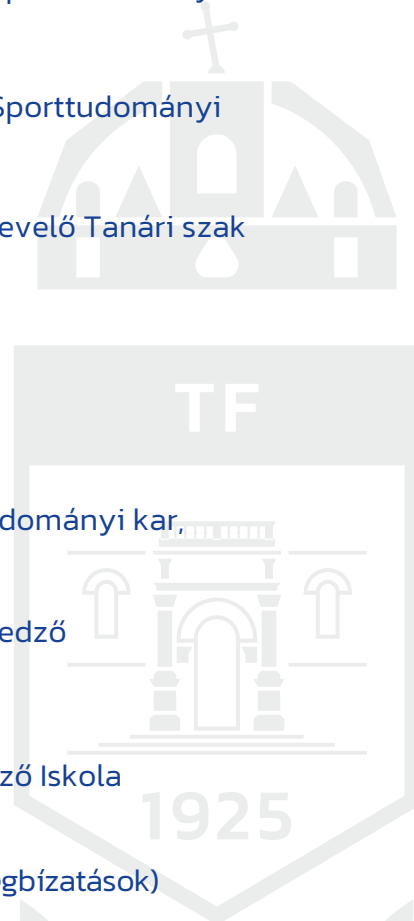 Sporttudományi
evelő Tanári szak
TF
dományi kar,
edző
ző Iskola
1925
gbízatások)